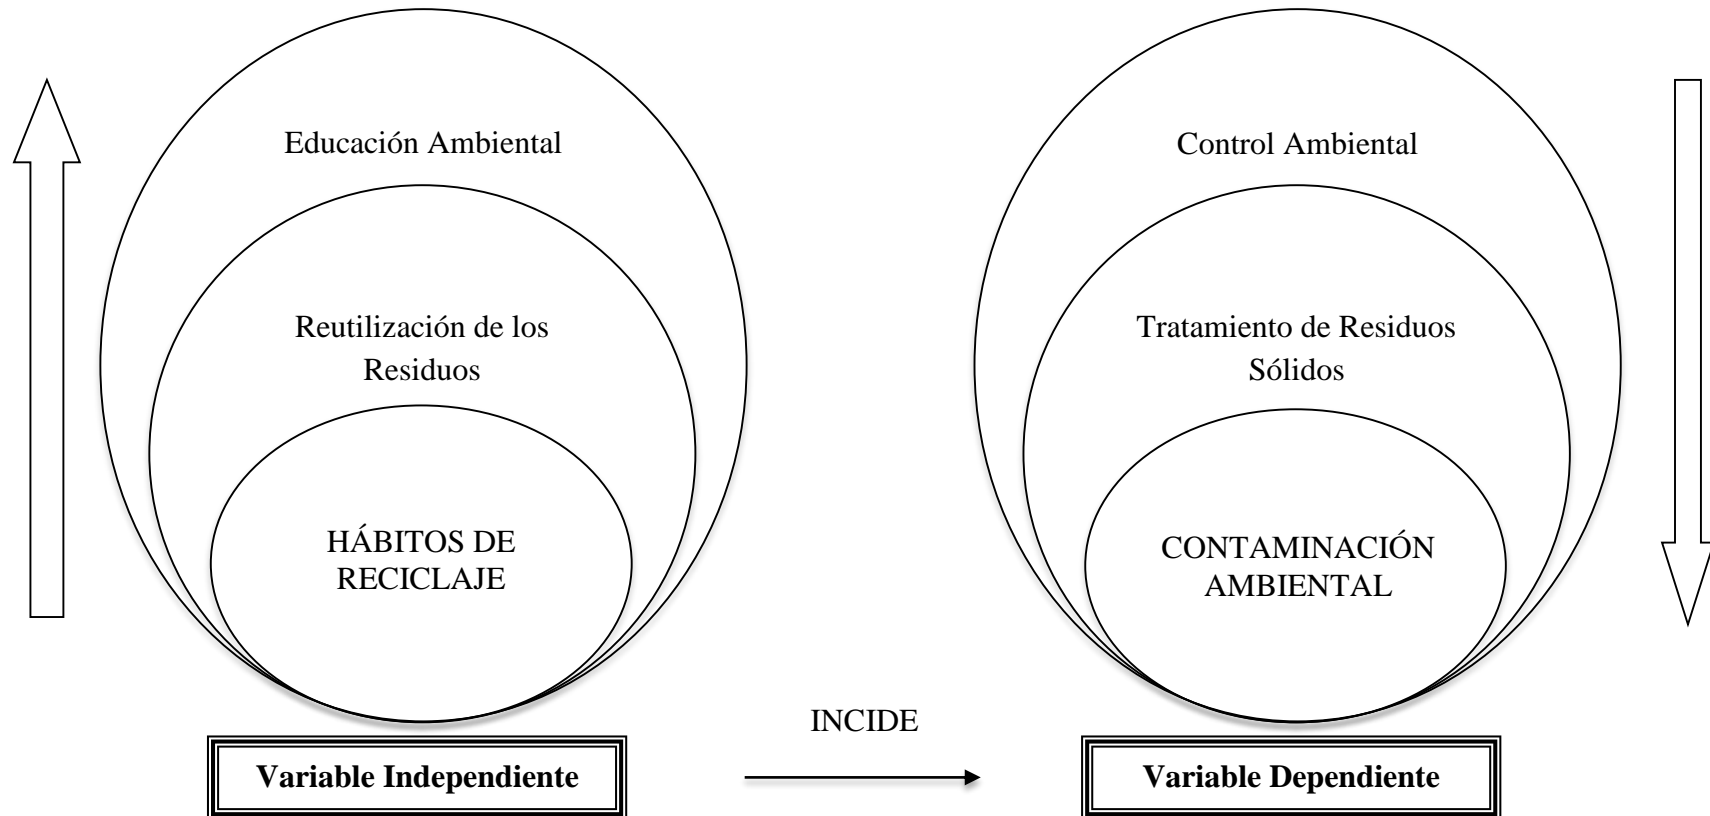 Educación Ambiental
Reutilización de los
Residuos
HÁBITOS DE
RECICLAJE
Control Ambiental
Tratamiento de Residuos
Sólidos
CONTAMINACIÓN
AMBIENTAL
INCIDE
Variable Independiente
Variable Dependiente